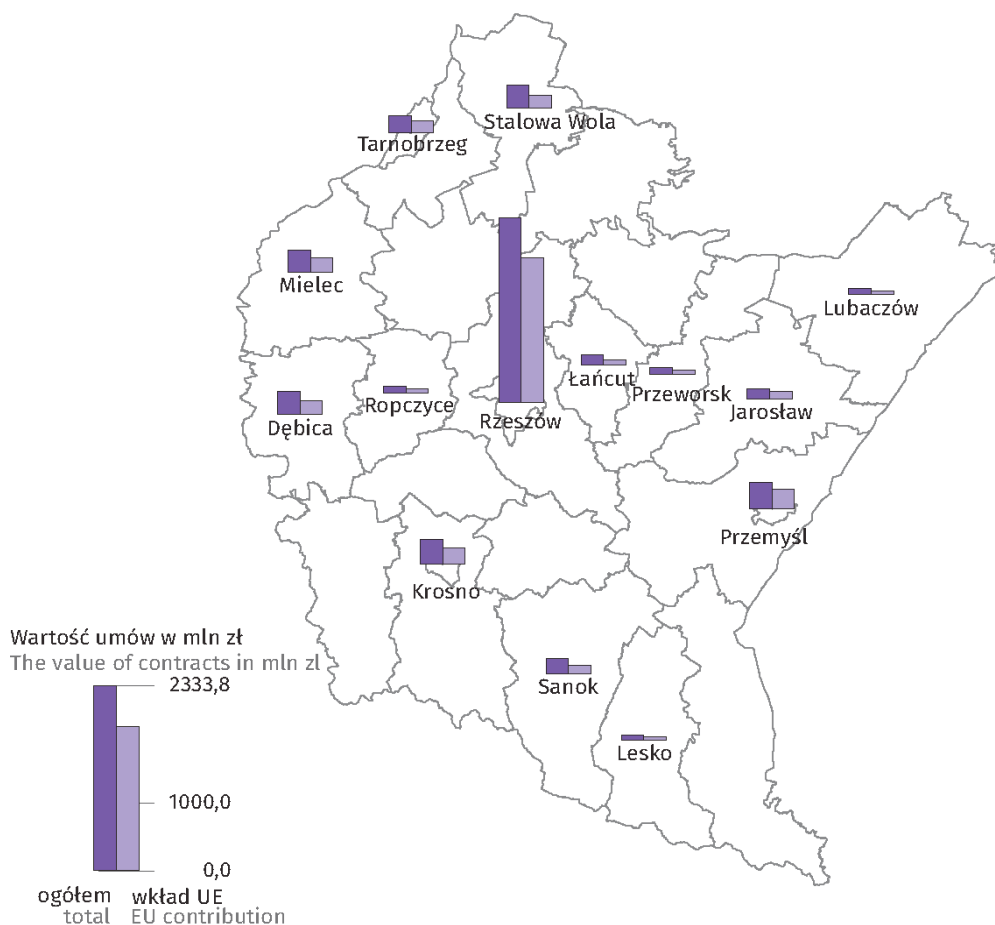 Stalowa Wola
Tarnobrzeg
Mielec
Lubaczów
Łańcut
Przeworsk
Ropczyce
Jarosław
Dębica
Rzeszów
Przemyśl
Krosno
Sanok
Lesko
Wartość umów w mln zł
The value of contracts in mln zl
2333,8
1000,0
0,0
ogółem wkład UE
total EU contribution